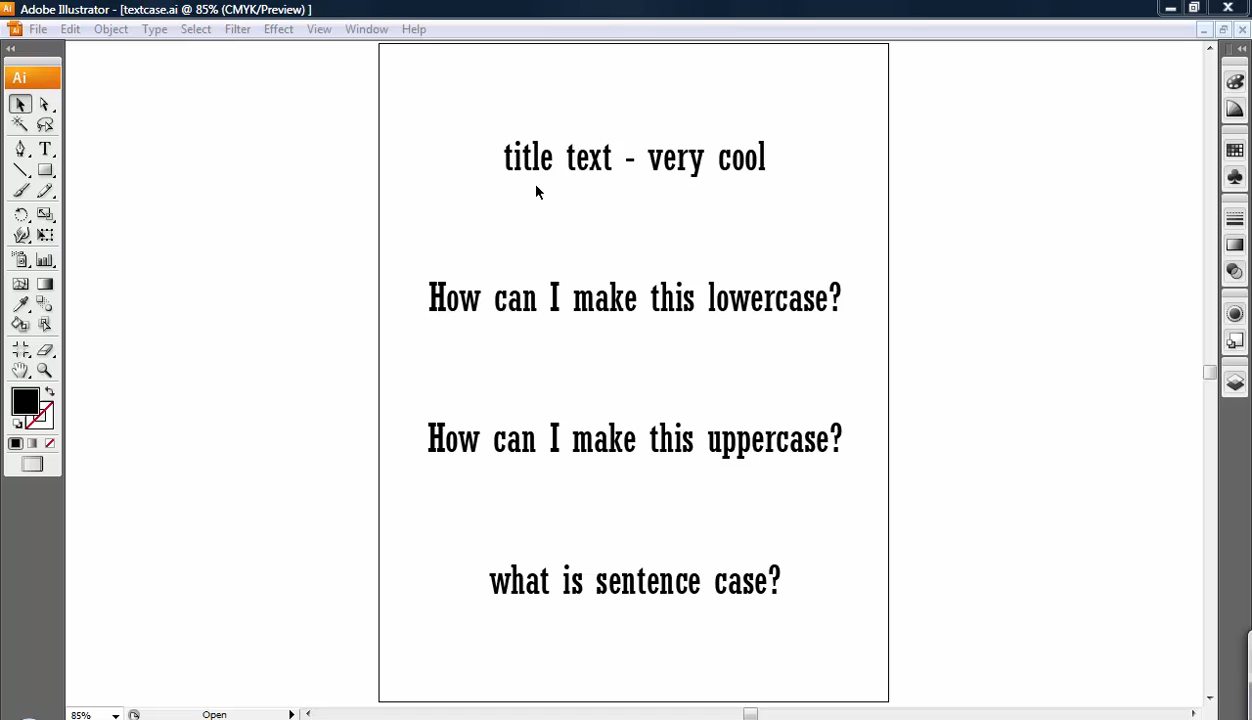 Ai Adobe Illustrator - [textcase.ai @ 85% (CMYK/Preview) ]
Ai File Edit Object Type Select Filter Effect View Window Help
Ai
T
title text - very cool
How can I make this lowercase?
How can I make this uppercase?
what is sentence case?
85% Open